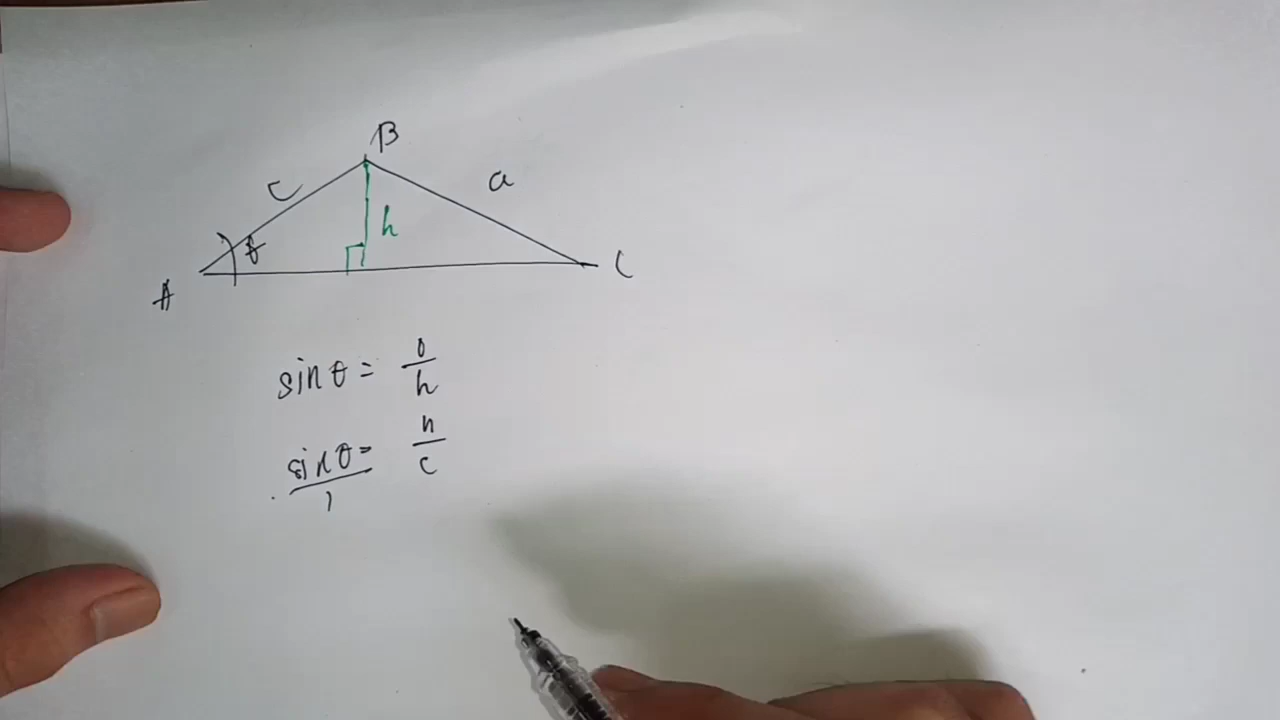 B
c
a
θ
h
A
C
sin θ = o/h
sin θ/1 = h/c